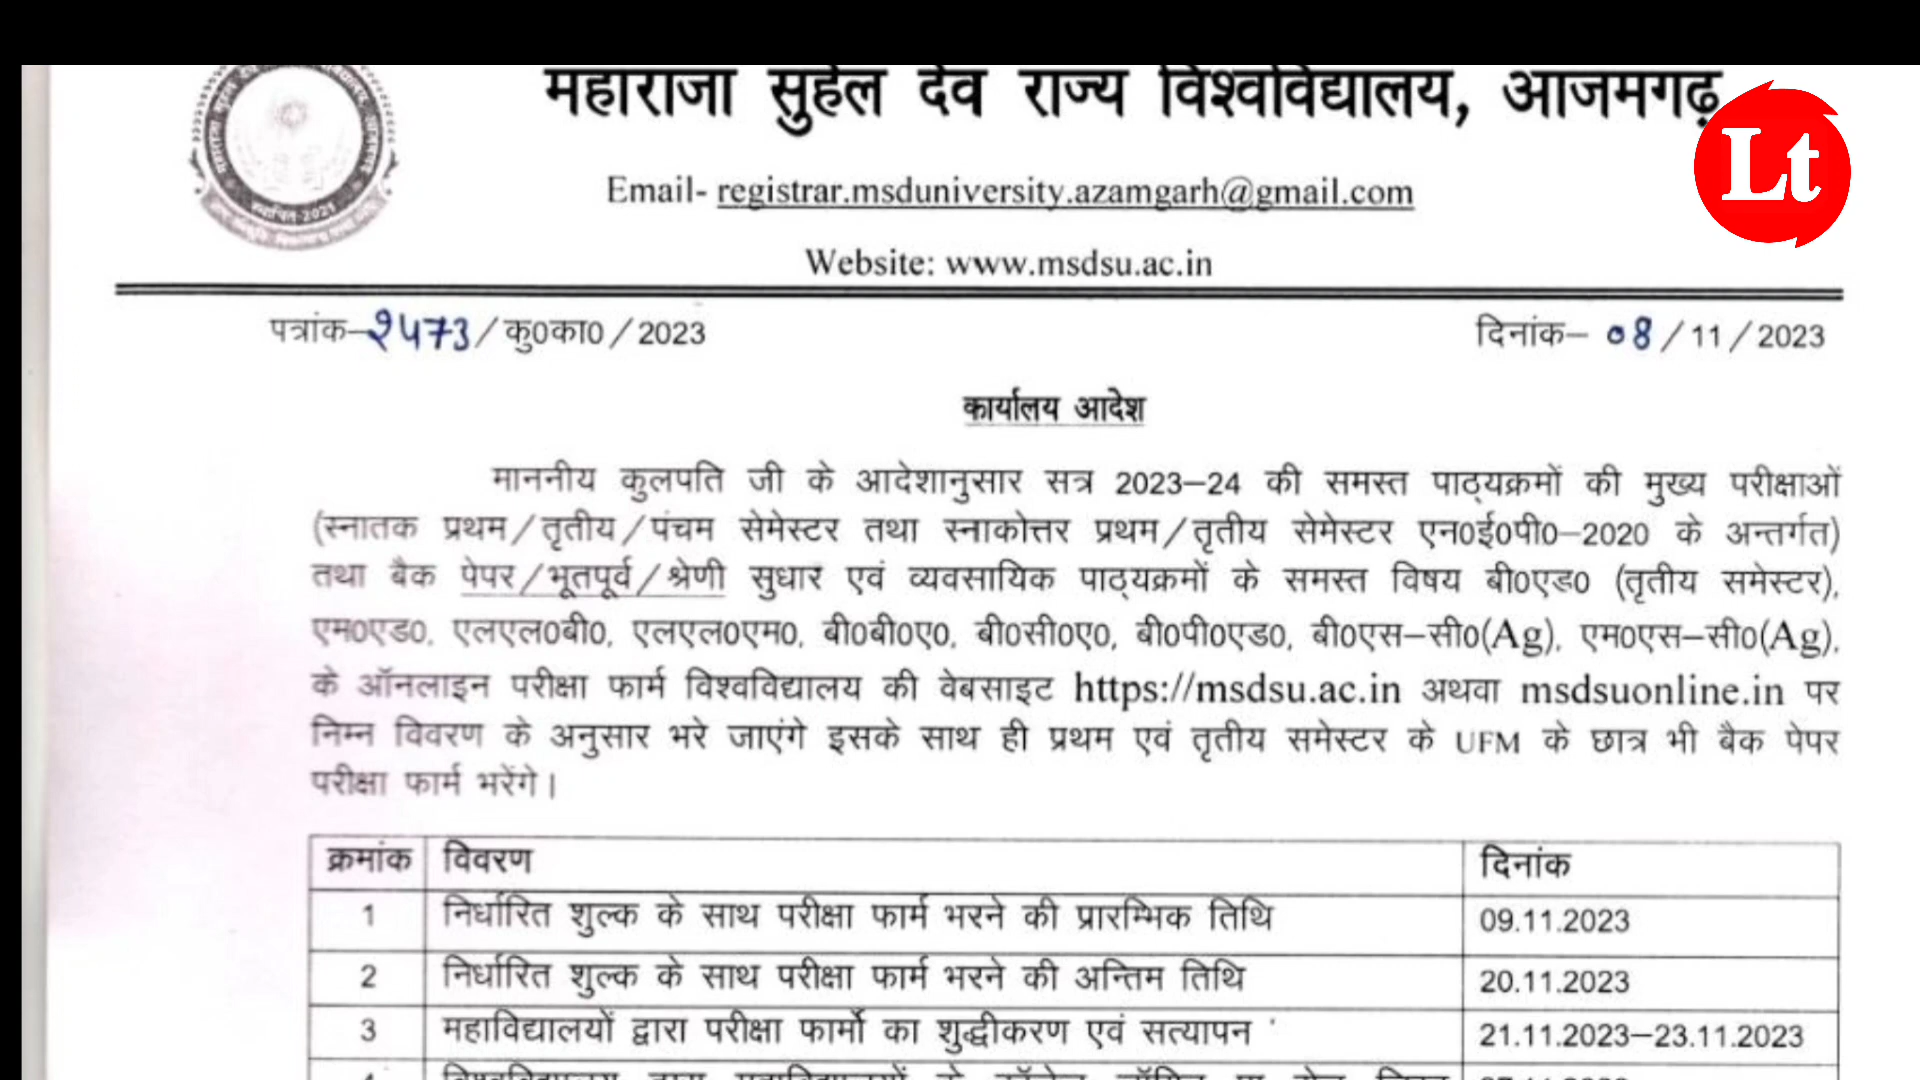 महाराजा सुहेल देव राज्य विश्वविद्यालय, आजमगढ़
Lt
Email- registrar.msduniversity.azamgarh@gmail.com
Website: www.msdsu.ac.in
पत्रांक–२५73/कु0का0/2023 दिनांक– ०8/11/2023
कार्यालय आदेश
माननीय कुलपति जी के आदेशानुसार सत्र 2023–24 की समस्त पाठ्यक्रमों की मुख्य परीक्षाओं
(स्नातक प्रथम/तृतीय/पंचम सेमेस्टर तथा स्नाकोत्तर प्रथम/तृतीय सेमेस्टर एन0ई0पी0–2020 के अन्तर्गत)
तथा बैक पेपर/भूतपूर्व/श्रेणी सुधार एवं व्यवसायिक पाठ्यक्रमों के समस्त विषय बी0एड0 (तृतीय समेस्टर),
एम0एड0, एलएल0बी0, एलएल0एम0, बी0बी0ए0, बी0सी0ए0, बी0पी0एड0, बी0एस–सी0(Ag), एम0एस–सी0(Ag),
के ऑनलाइन परीक्षा फार्म विश्वविद्यालय की वेबसाइट https://msdsu.ac.in अथवा msdsuonline.in पर
निम्न विवरण के अनुसार भरे जाएंगे इसके साथ ही प्रथम एवं तृतीय समेस्टर के UFM के छात्र भी बैक पेपर
परीक्षा फार्म भरेंगे।
क्रमांक विवरण दिनांक
1 निर्धारित शुल्क के साथ परीक्षा फार्म भरने की प्रारम्भिक तिथि 09.11.2023
2 निर्धारित शुल्क के साथ परीक्षा फार्म भरने की अन्तिम तिथि 20.11.2023
3 महाविद्यालयों द्वारा परीक्षा फार्मों का शुद्धीकरण एवं सत्यापन 21.11.2023–23.11.2023